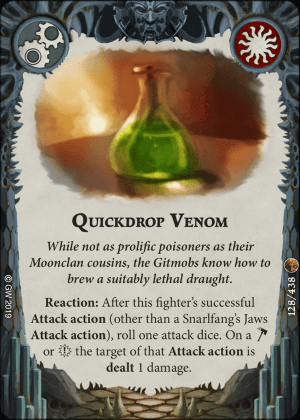 Quickdrop Venom
While not as prolific poisoners as their
Moonclan cousins, the Gitmobs know how to
brew a suitably lethal draught.
Reaction: After this fighter's successful
Attack action (other than a Snarlfang's Jaws
Attack action), roll one attack dice. On a
or the target of that Attack action is
dealt 1 damage.
© GW 2019
128/438